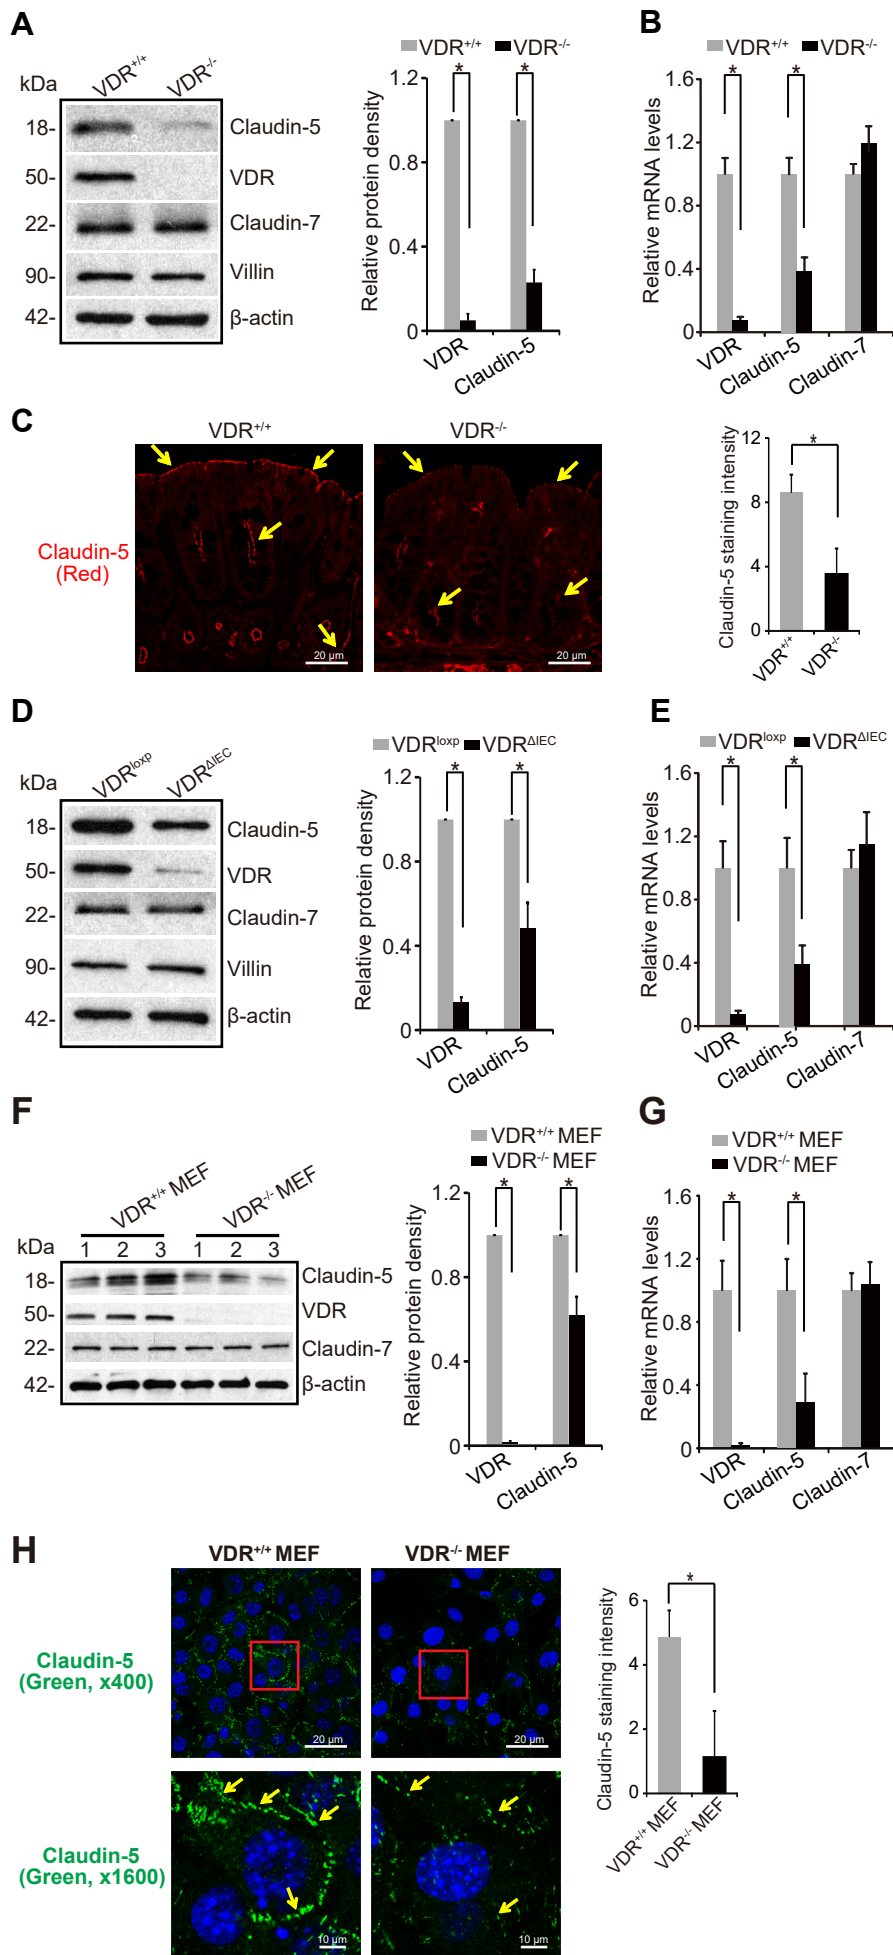 A
kDa
VDR+/+
VDR-/-
18-
Claudin-5
50-
VDR
22-
Claudin-7
90-
Villin
42-
β-actin
VDR+/+ VDR-/-
Relative protein density
1.2
0.8
0.4
0
* *
VDR
Claudin-5
B
VDR+/+ VDR-/-
Relative mRNA levels
1.6
1.2
0.8
0.4
0
* *
VDR
Claudin-5
Claudin-7
C
VDR+/+
VDR-/-
Claudin-5
(Red)
20 µm
20 µm
Claudin-5 staining intensity
12
8
4
0
*
VDR+/+
VDR-/-
D
kDa
VDRloxp
VDRΔIEC
18-
Claudin-5
50-
VDR
22-
Claudin-7
90-
Villin
42-
β-actin
VDRloxp VDRΔIEC
Relative protein density
1.2
0.8
0.4
0
* *
VDR
Claudin-5
E
VDRloxp VDRΔIEC
Relative mRNA levels
1.6
1.2
0.8
0.4
0
* *
VDR
Claudin-5
Claudin-7
F
VDR+/+ MEF
VDR-/- MEF
kDa
1 2 3 1 2 3
18-
Claudin-5
50-
VDR
22-
Claudin-7
42-
β-actin
VDR+/+ MEF
VDR-/- MEF
Relative protein density
1.2
0.8
0.4
0
* *
VDR
Claudin-5
G
VDR+/+ MEF
VDR-/- MEF
Relative mRNA levels
1.6
1.2
0.8
0.4
0
* *
VDR
Claudin-5
Claudin-7
H
VDR+/+ MEF
VDR-/- MEF
Claudin-5
(Green, x400)
20 µm
20 µm
Claudin-5
(Green, x1600)
10 µm
10 µm
Claudin-5 staining intensity
6
4
2
0
*
VDR+/+ MEF
VDR-/- MEF